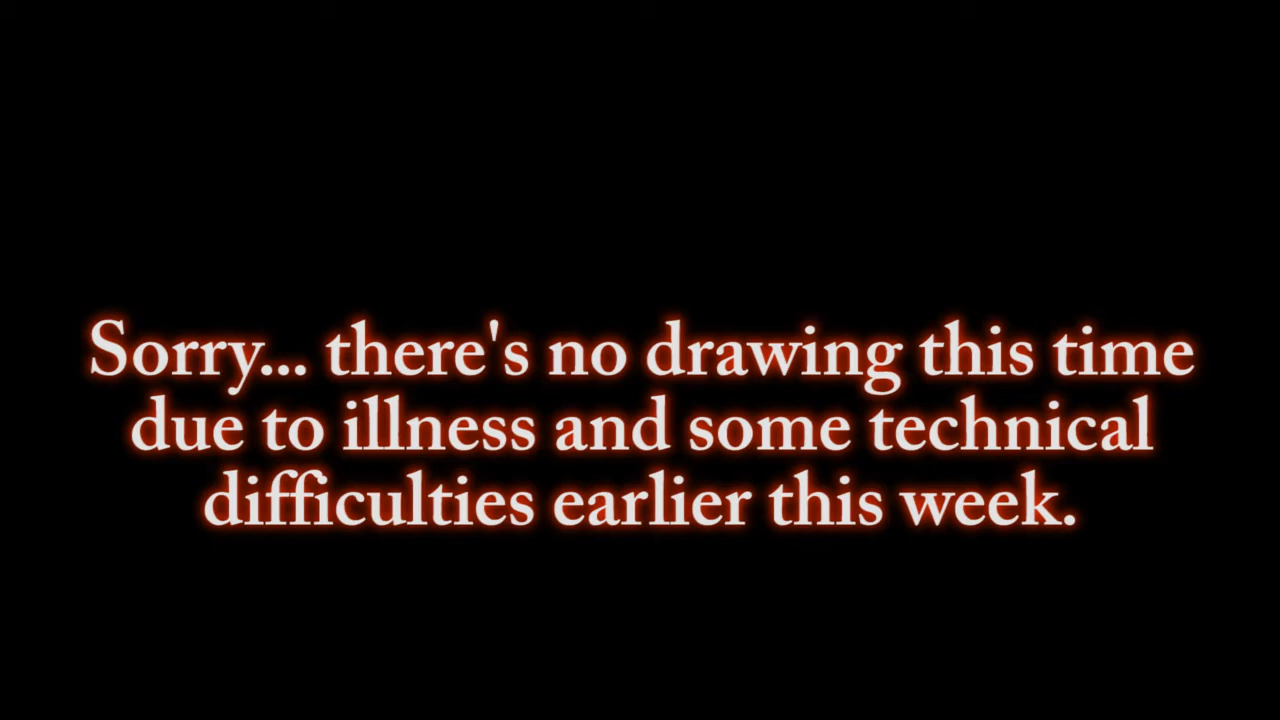 Sorry... there's no drawing this time
due to illness and some technical
difficulties earlier this week.